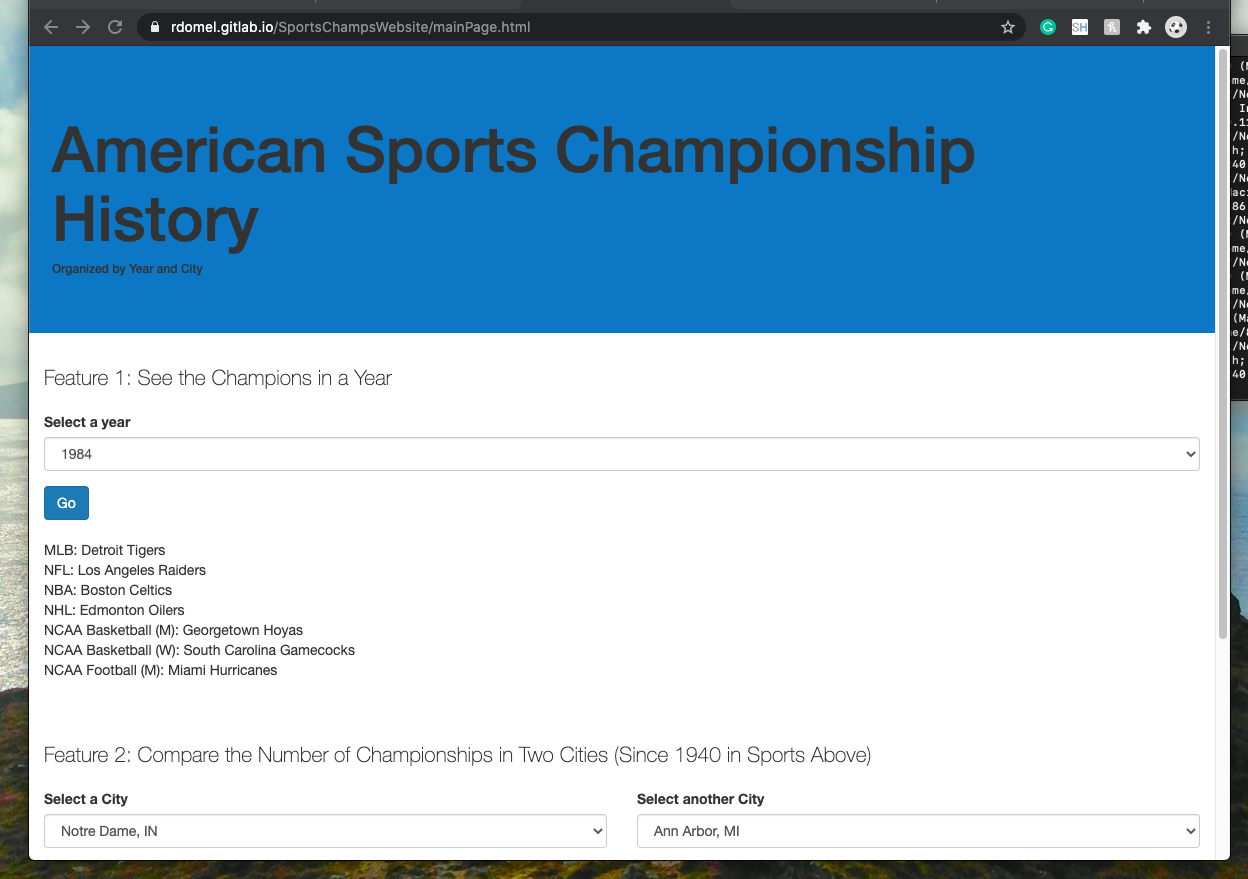 rdomel.gitlab.io/SportsChampsWebsite/mainPage.html
SH
American Sports Championship
History
Organized by Year and City
Feature 1: See the Champions in a Year
Select a year
1984
Go
MLB: Detroit Tigers
NFL: Los Angeles Raiders
NBA: Boston Celtics
NHL: Edmonton Oilers
NCAA Basketball (M): Georgetown Hoyas
NCAA Basketball (W): South Carolina Gamecocks
NCAA Football (M): Miami Hurricanes
Feature 2: Compare the Number of Championships in Two Cities (Since 1940 in Sports Above)
Select a City
Select another City
Notre Dame, IN
Ann Arbor, MI